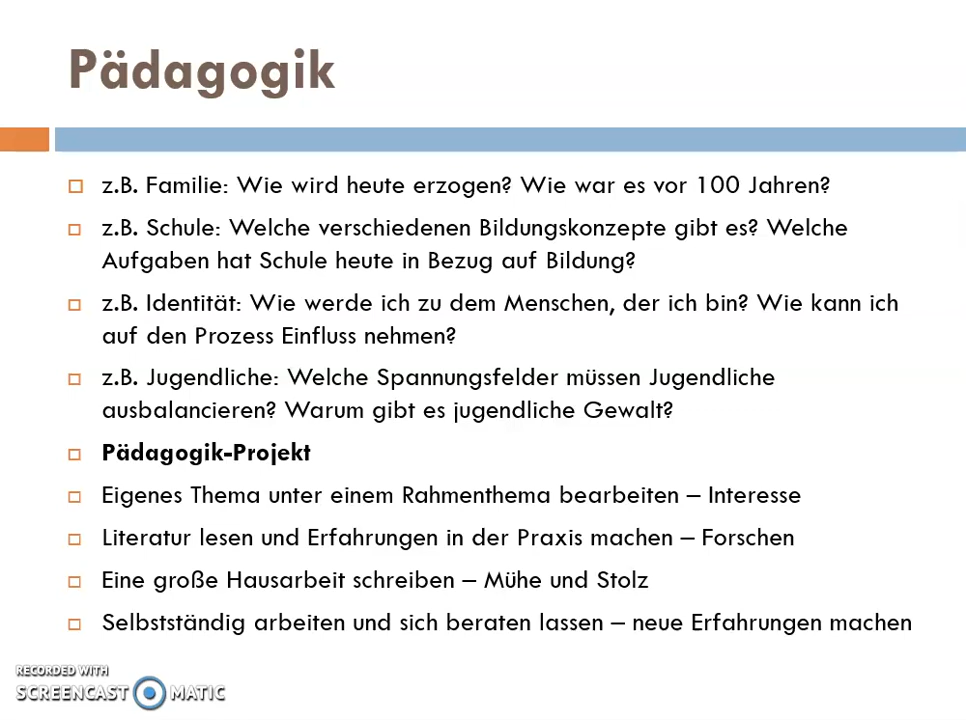 Pädagogik
z.B. Familie: Wie wird heute erzogen? Wie war es vor 100 Jahren?
z.B. Schule: Welche verschiedenen Bildungskonzepte gibt es? Welche
Aufgaben hat Schule heute in Bezug auf Bildung?
z.B. Identität: Wie werde ich zu dem Menschen, der ich bin? Wie kann ich
auf den Prozess Einfluss nehmen?
z.B. Jugendliche: Welche Spannungsfelder müssen Jugendliche
ausbalancieren? Warum gibt es jugendliche Gewalt?
Pädagogik-Projekt
Eigenes Thema unter einem Rahmenthema bearbeiten – Interesse
Literatur lesen und Erfahrungen in der Praxis machen – Forschen
Eine große Hausarbeit schreiben – Mühe und Stolz
Selbstständig arbeiten und sich beraten lassen – neue Erfahrungen machen
RECORDED WITH
SCREENCAST MATIC